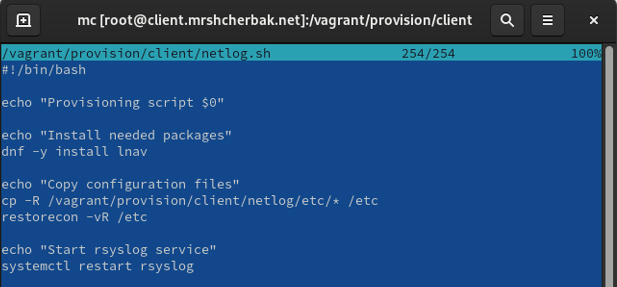 mc [root@client.mrshcherbak.net]:/vagrant/provision/client
/vagrant/provision/client/netlog.sh 254/254 100%
#!/bin/bash
echo "Provisioning script $0"
echo "Install needed packages"
dnf -y install lnav
echo "Copy configuration files"
cp -R /vagrant/provision/client/netlog/etc/* /etc
restorecon -vR /etc
echo "Start rsyslog service"
systemctl restart rsyslog